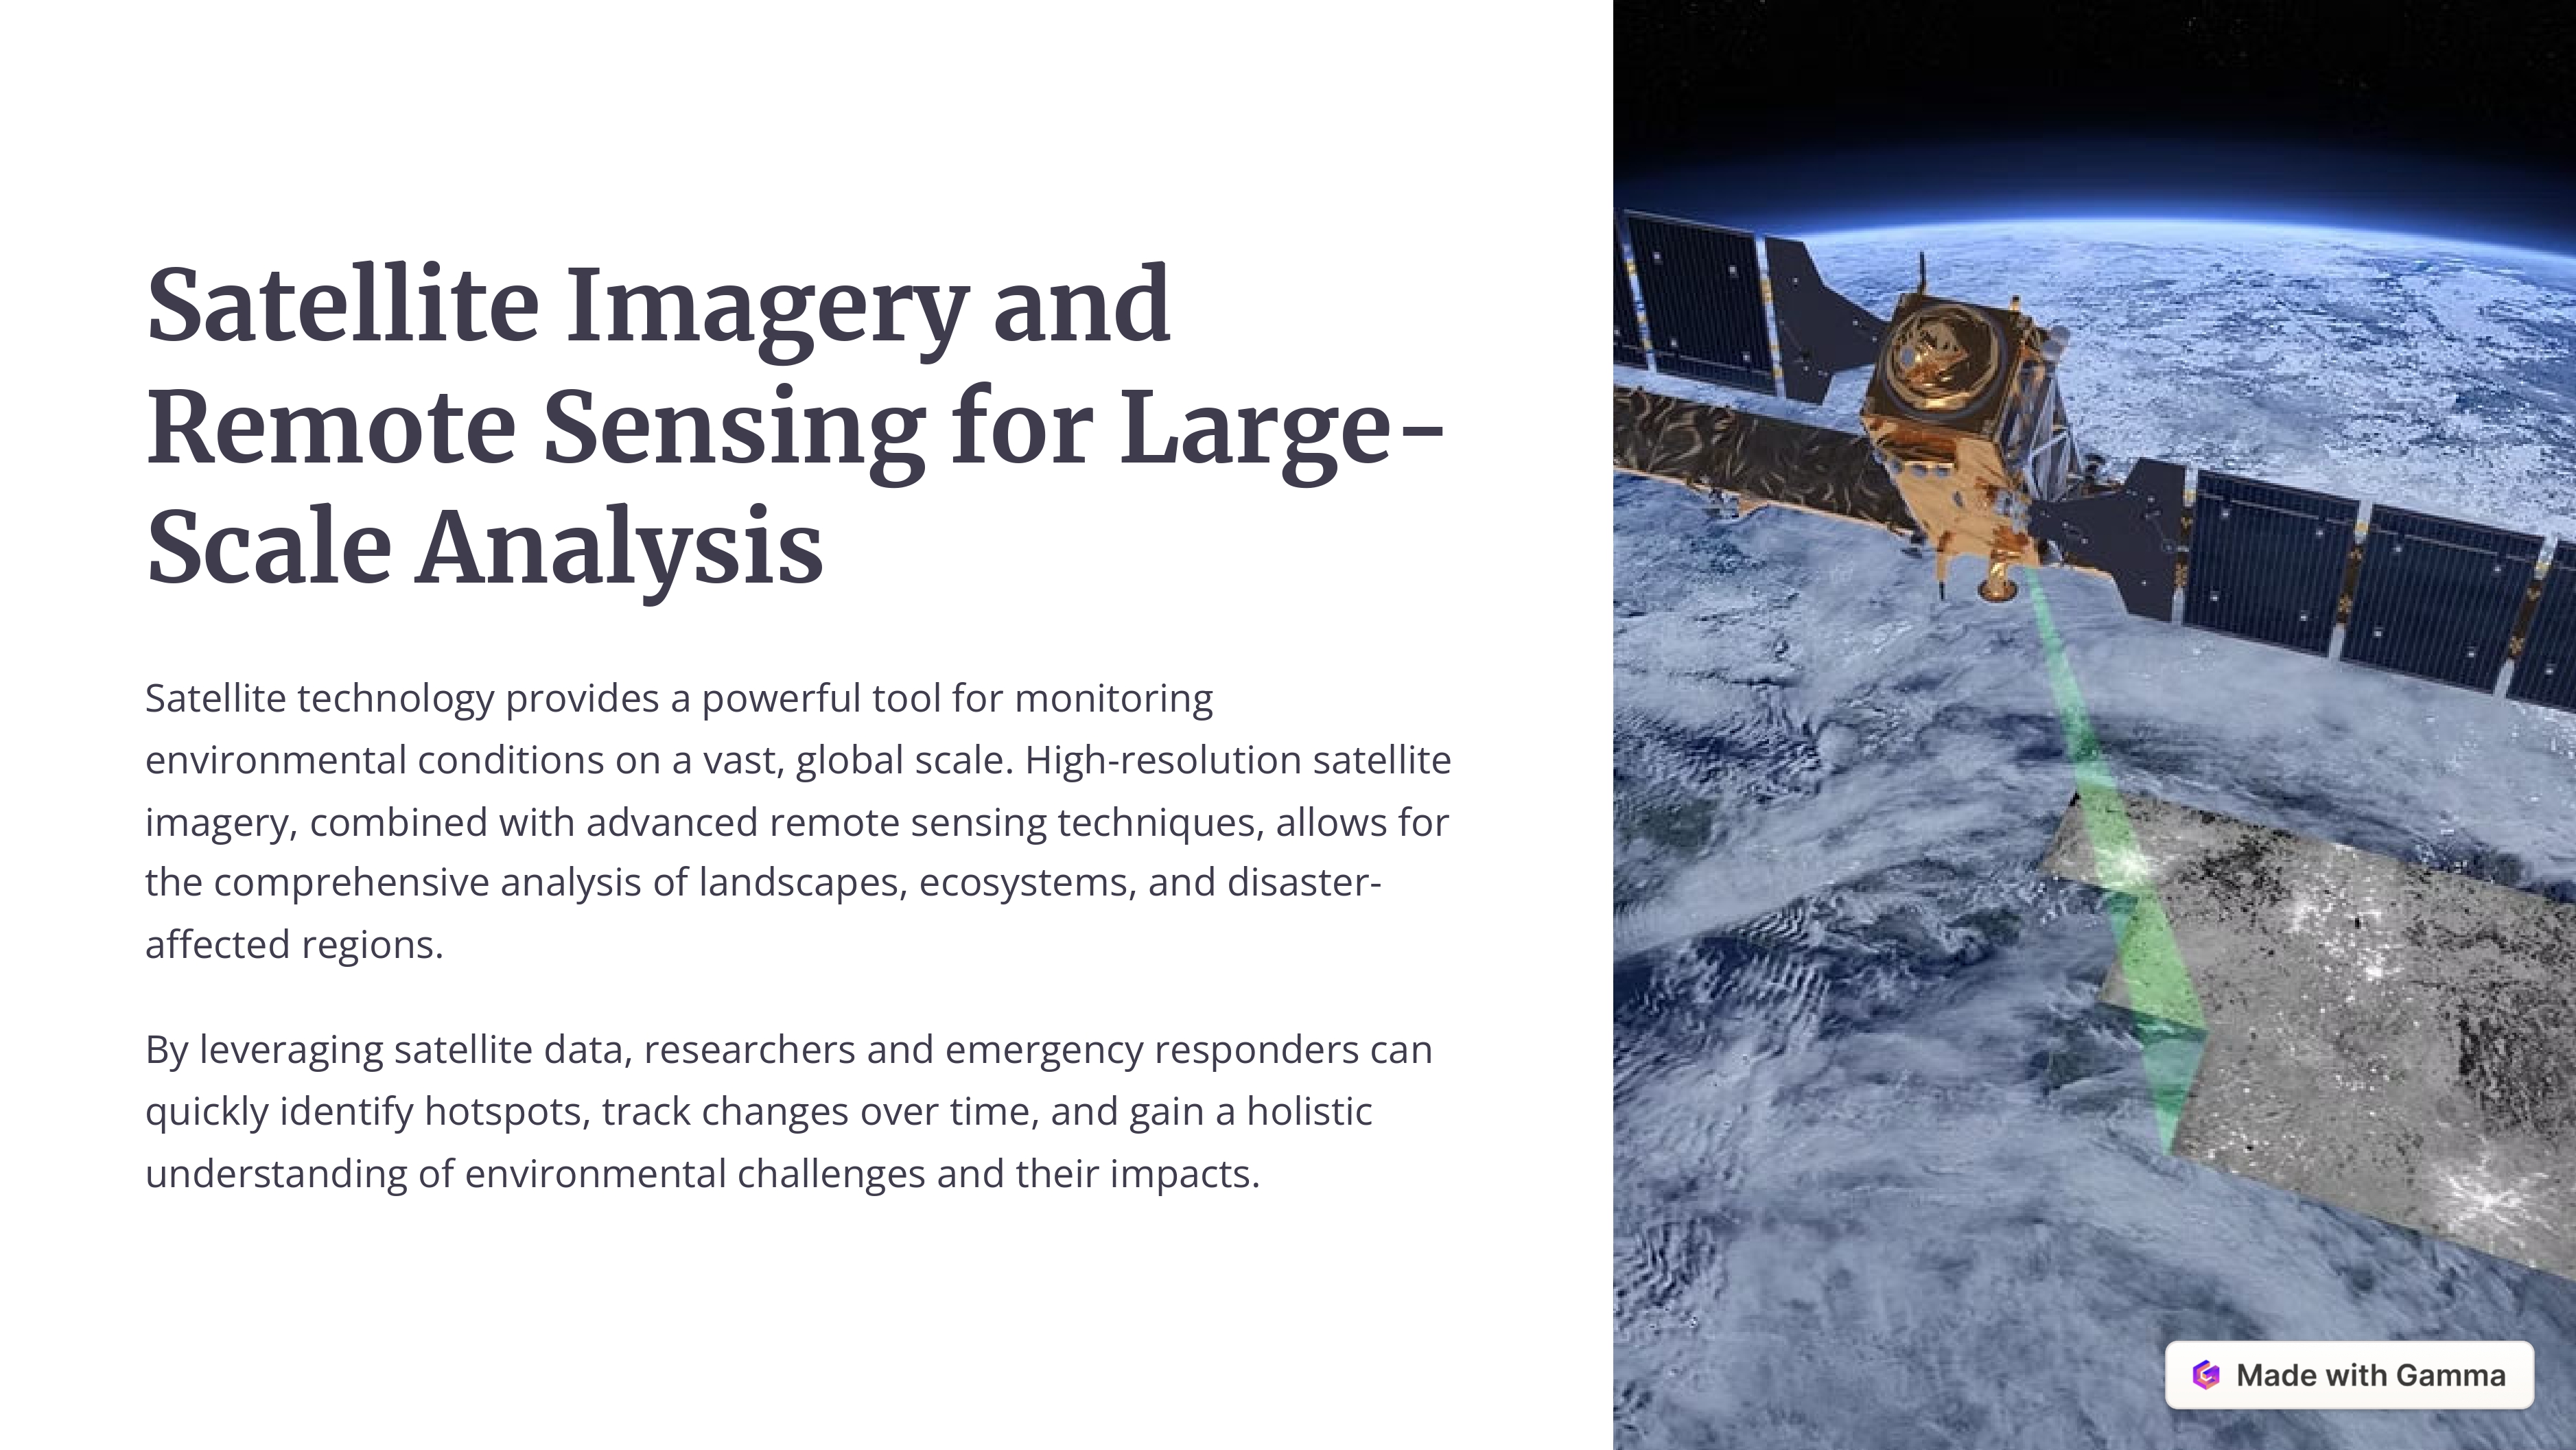 Satellite Imagery and
Remote Sensing for Large-
Scale Analysis
Satellite technology provides a powerful tool for monitoring
environmental conditions on a vast, global scale. High-resolution satellite
imagery, combined with advanced remote sensing techniques, allows for
the comprehensive analysis of landscapes, ecosystems, and disaster-
affected regions.
By leveraging satellite data, researchers and emergency responders can
quickly identify hotspots, track changes over time, and gain a holistic
understanding of environmental challenges and their impacts.
Made with Gamma